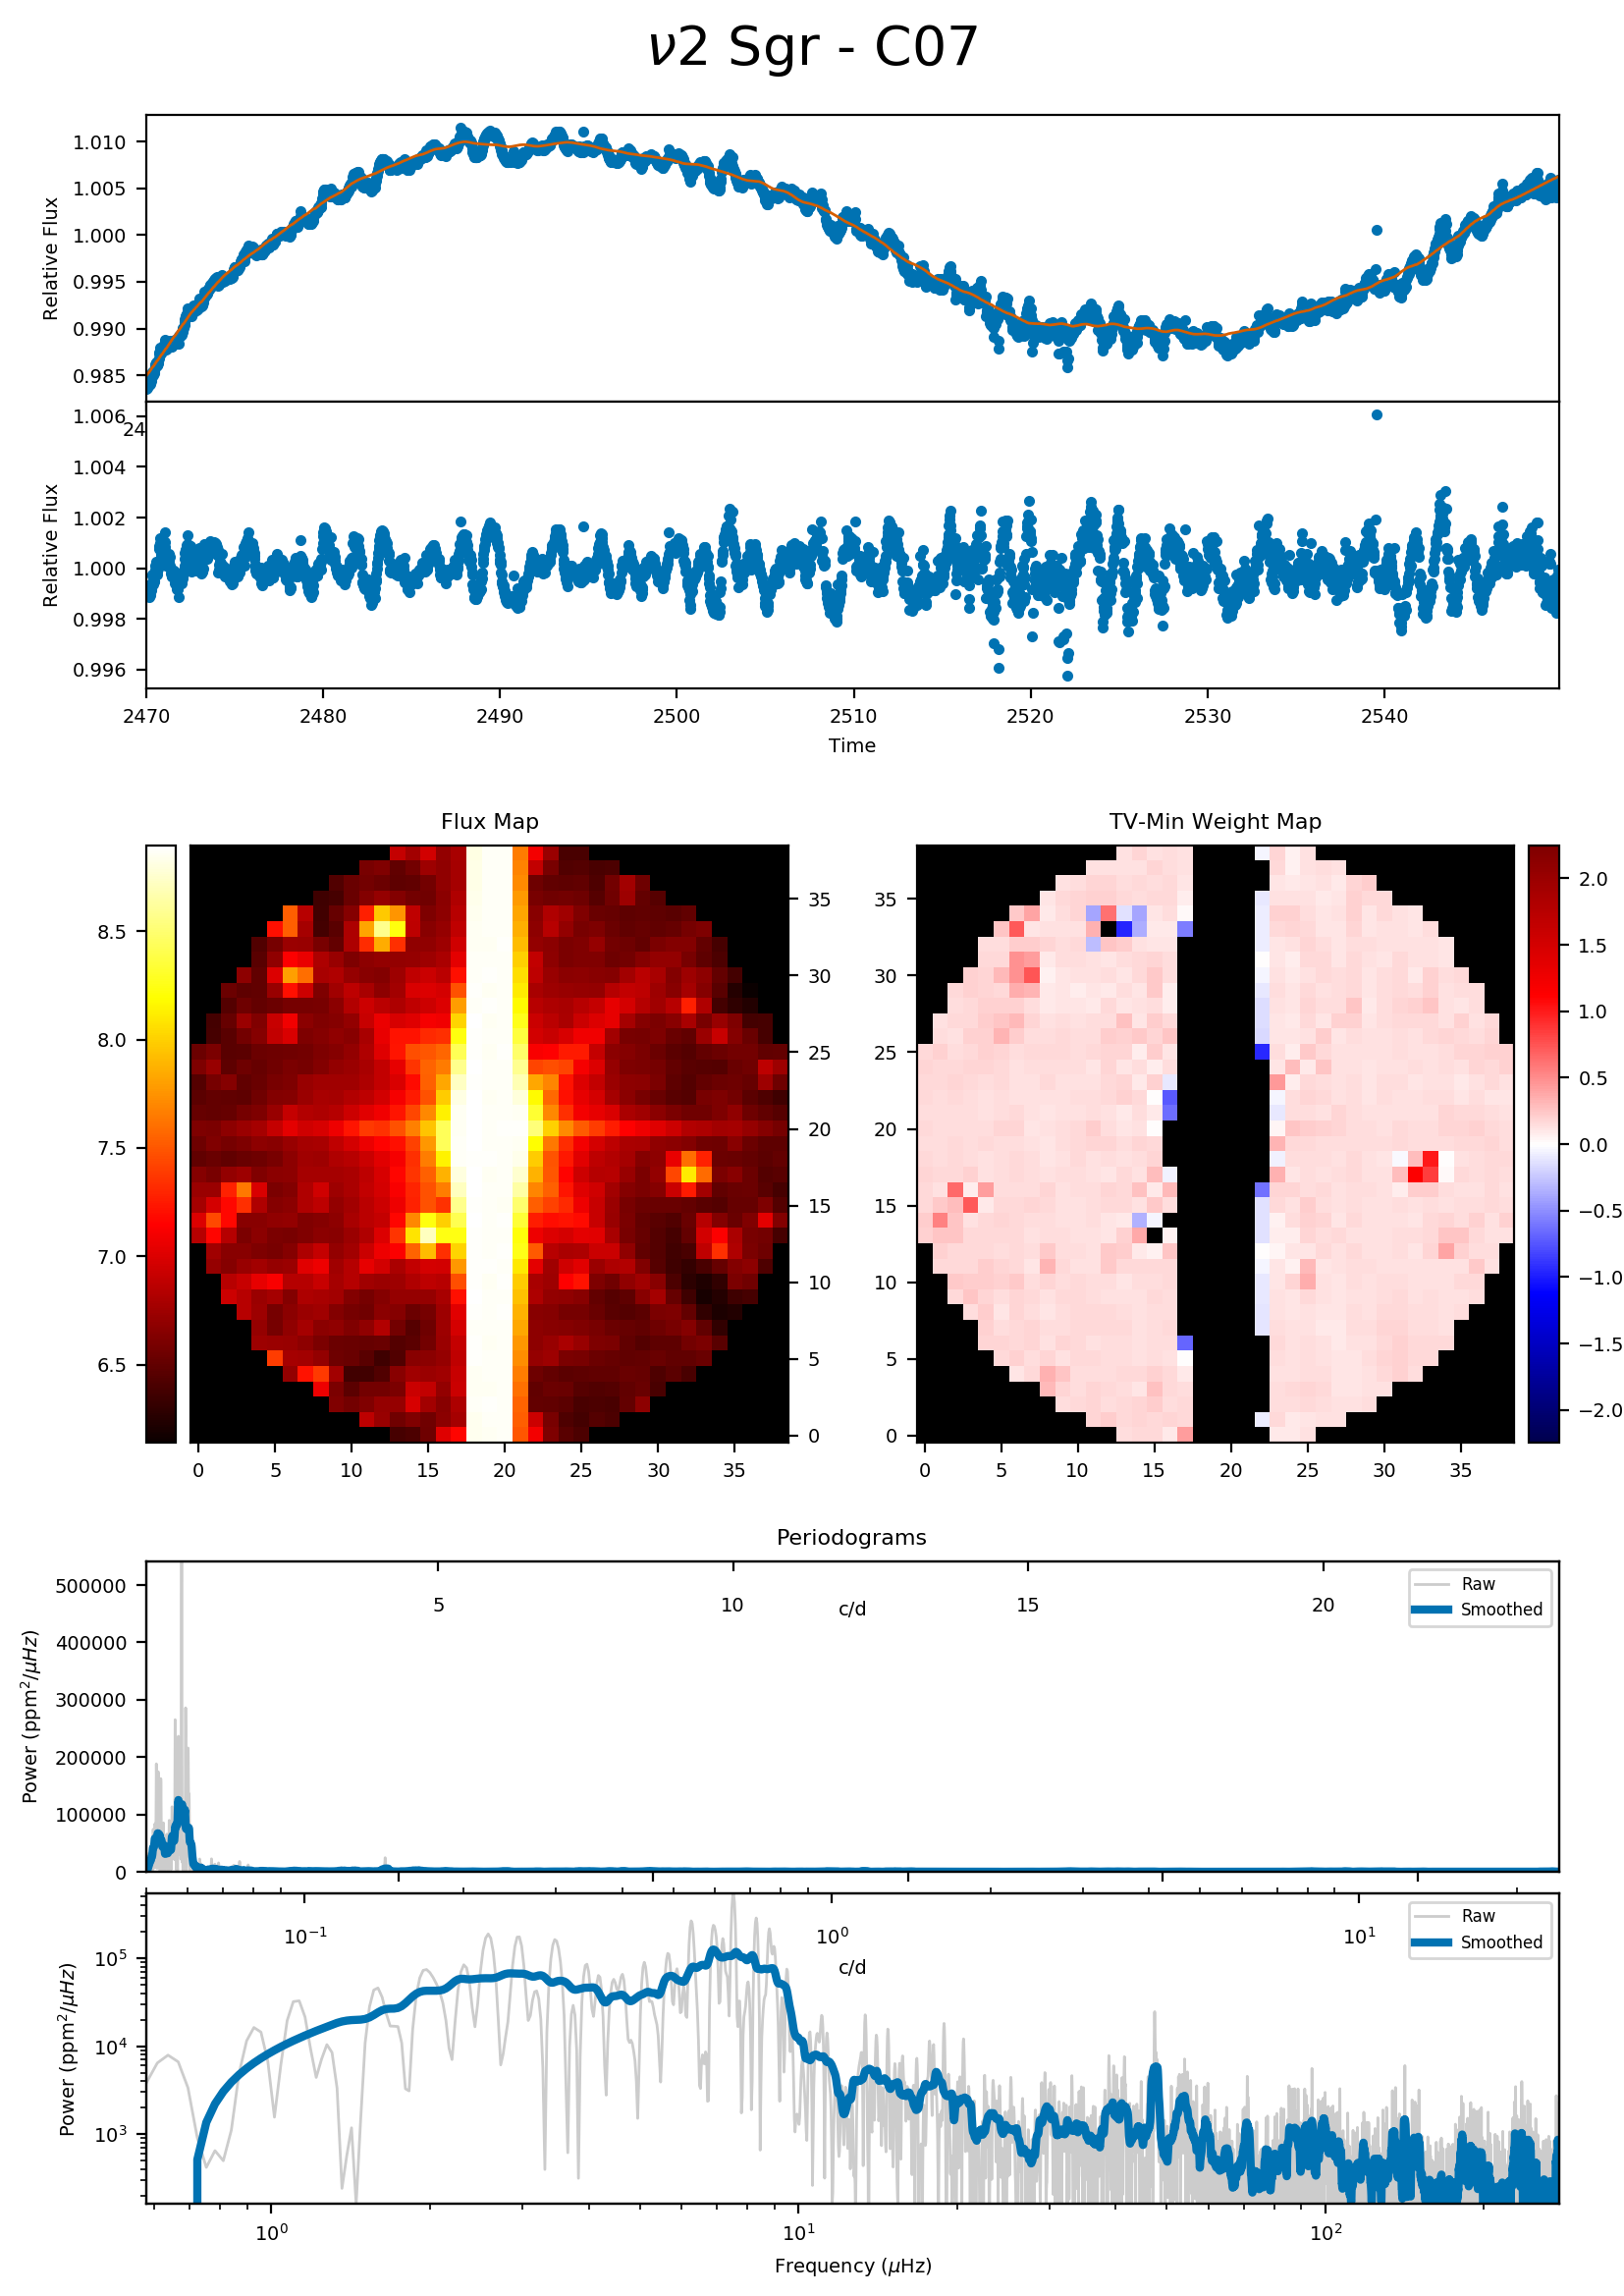 ν2 Sgr - C07
1.010
1.005
1.000
0.995
0.990
0.985
Relative Flux
24
1.006
1.004
1.002
1.000
0.998
0.996
Relative Flux
2470 2480 2490 2500 2510 2520 2530 2540
Time
Flux Map
TV-Min Weight Map
8.5
8.0
7.5
7.0
6.5
35
30
25
20
15
10
5
0
0 5 10 15 20 25 30 35
35
30
25
20
15
10
5
0
0 5 10 15 20 25 30 35
2.0
1.5
1.0
0.5
0.0
−0.5
−1.0
−1.5
−2.0
Periodograms
500000
400000
300000
200000
100000
0
Power (ppm²/μHz)
5 10 15 20
c/d
Raw
Smoothed
10⁻¹ 10⁰ 10¹
c/d
Raw
Smoothed
10⁵
10⁴
10³
Power (ppm²/μHz)
10⁰ 10¹ 10²
Frequency (μHz)